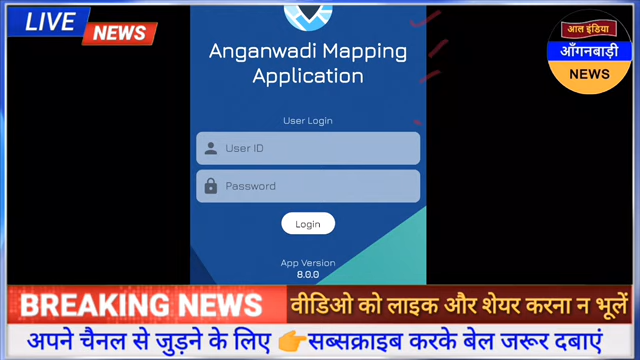 LIVE
NEWS
आल इंडिया
आँगनबाड़ी
NEWS
Anganwadi Mapping
Application
User Login
User ID
Password
Login
App Version
8.0.0
BREAKING NEWS
वीडिओ को लाइक और शेयर करना न भूलें
अपने चैनल से जुड़ने के लिए 👉सब्सक्राइब करके बेल जरूर दबाएं